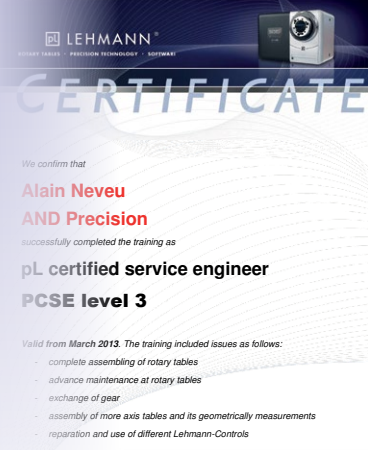 pL LEHMANN®
ROTARY TABLES · PRECISION TECHNOLOGY · SOFTWARE
CERTIFICATE
We confirm that
Alain Neveu
AND Precision
successfully completed the training as
pL certified service engineer
PCSE level 3
Valid from March 2013. The training included issues as follows:
- complete assembling of rotary tables
- advance maintenance at rotary tables
- exchange of gear
- assembly of more axis tables and its geometrically measurements
- reparation and use of different Lehmann-Controls